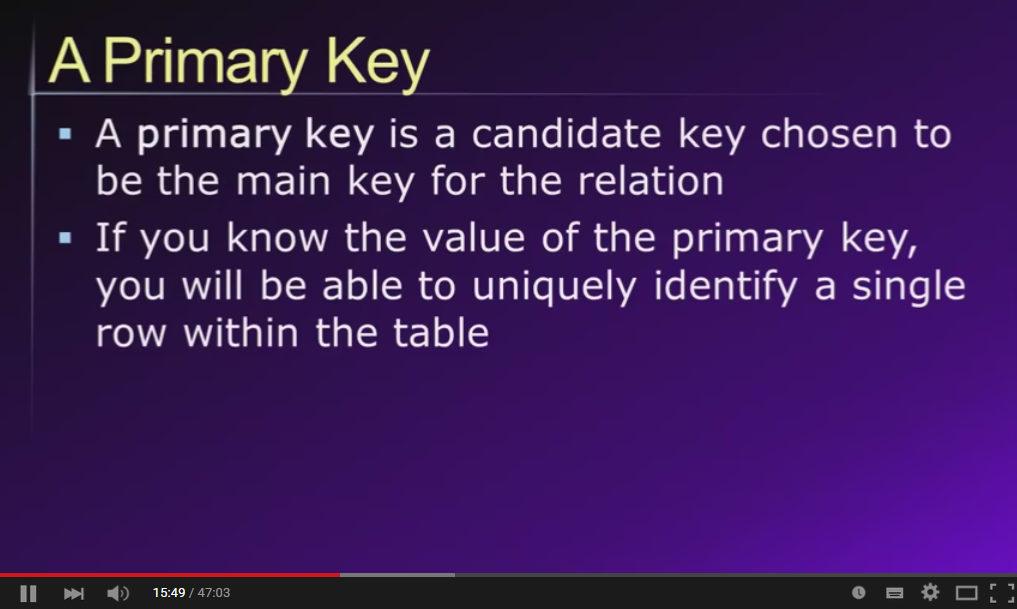 A Primary Key
▪ A primary key is a candidate key chosen to
be the main key for the relation
▪ If you know the value of the primary key,
you will be able to uniquely identify a single
row within the table
15:49 / 47:03